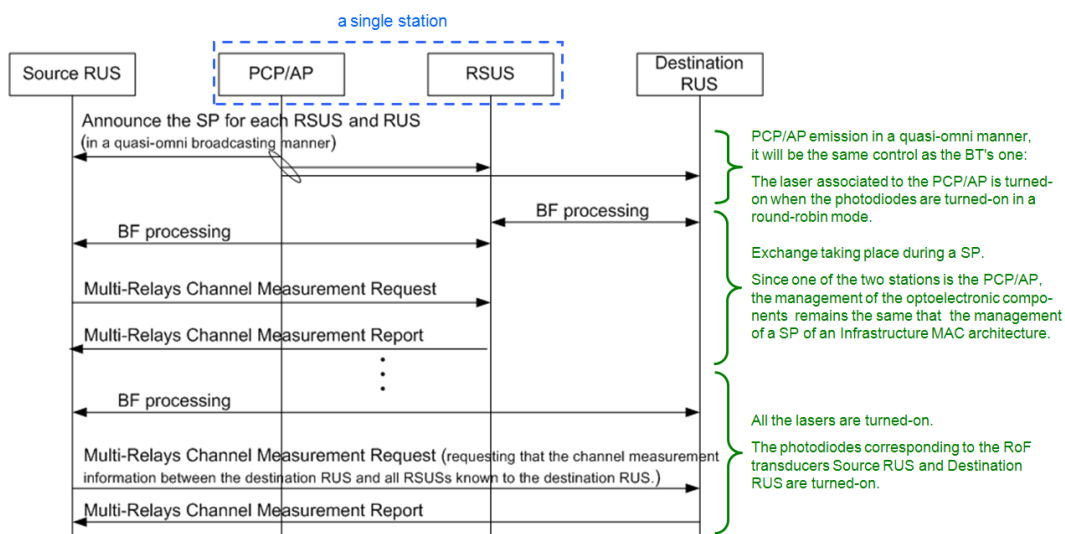 a single station
Source RUS
PCP/AP
RSUS
Destination
RUS
Announce the SP for each RSUS and RUS
(in a quasi-omni broadcasting manner)
PCP/AP emission in a quasi-omni manner,
it will be the same control as the BT's one:
The laser associated to the PCP/AP is turned-
on when the photodiodes are turned-on in a
round-robin mode.
BF processing
BF processing
Exchange taking place during a SP.
Since one of the two stations is the PCP/AP,
the management of the optoelectronic compo-
nents remains the same that the management
of a SP of an Infrastructure MAC architecture.
Multi-Relays Channel Measurement Request
Multi-Relays Channel Measurement Report
BF processing
All the lasers are turned-on.
The photodiodes corresponding to the RoF
transducers Source RUS and Destination
RUS are turned-on.
Multi-Relays Channel Measurement Request (requesting that the channel measurement
information between the destination RUS and all RSUSs known to the destination RUS.)
Multi-Relays Channel Measurement Report